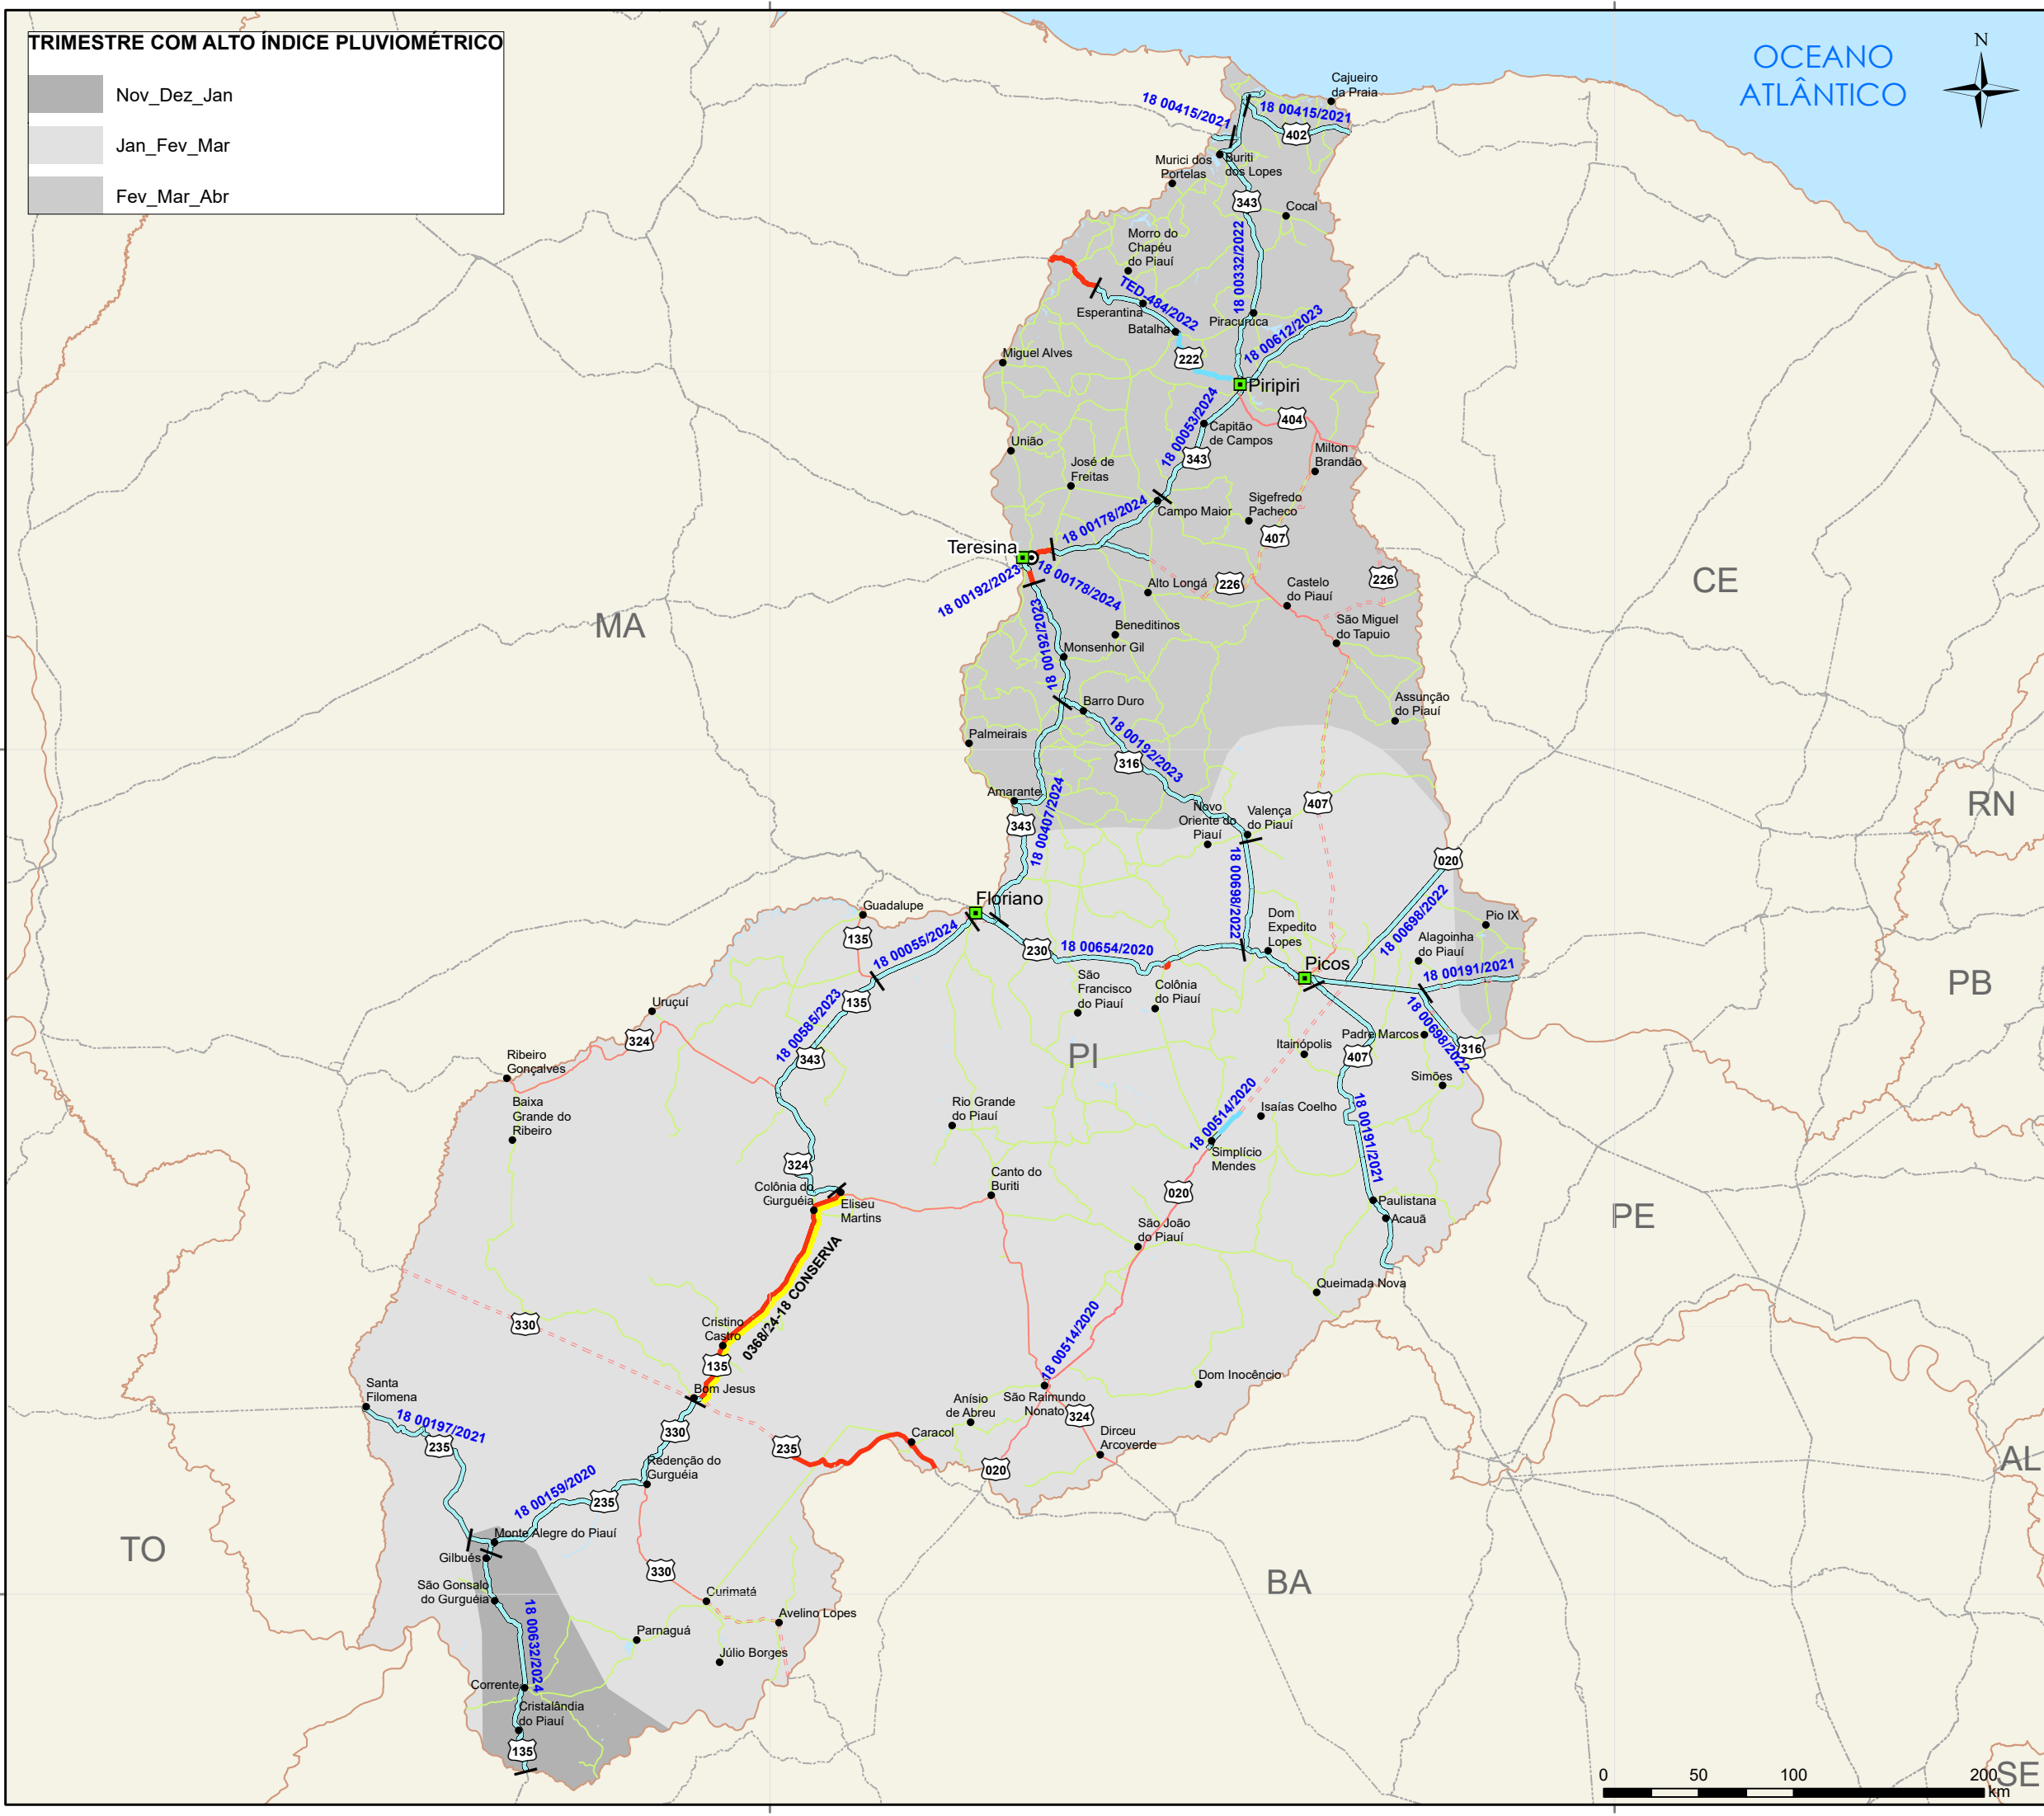 TRIMESTRE COM ALTO ÍNDICE PLUVIOMÉTRICO
Nov_Dez_Jan
Jan_Fev_Mar
Fev_Mar_Abr
OCEANO
ATLÂNTICO
N
Cajueiro
da Praia
18 00415/2021
18 00415/2021
402
Buriti
dos Lopes
Murici dos
Portelas
343
Cocal
18 00332/2022
Morro do
Chapéu
do Piauí
TED-484/2022
Esperantina
Batalha
Piracuruca
18 00612/2023
222
Miguel Alves
Piripiri
404
18 00053/2024
Capitão
de Campos
343
União
José de
Freitas
Milton
Brandão
18 00178/2024
Campo Maior
Sigefredo
Pacheco
407
Teresina
18 00178/2024
18 00192/2023
Alto Longá
226
226
Castelo
do Piauí
CE
MA
18 00192/2023
Beneditinos
São Miguel
do Tapuio
Monsenhor Gil
Barro Duro
Assunção
do Piauí
18 00192/2023
Palmeirais
316
Amarante
343
18 00407/2024
Novo
Oriente do
Piauí
Valença
do Piauí
407
RN
020
18 00698/2022
Floriano
Guadalupe
135
18 00055/2024
230
18 00654/2020
Dom
Expedito
Lopes
18 00698/2022
Pio IX
Alagoinha
do Piauí
Picos
18 00191/2021
PB
São
Francisco
do Piauí
Colônia
do Piauí
135
Uruçuí
324
18 00585/2023
343
18 00698/2022
Padre Marcos
316
Itainópolis
407
PI
Ribeiro
Gonçalves
Baixa
Grande do
Ribeiro
Simões
Rio Grande
do Piauí
18 00514/2020
Isaías Coelho
18 00191/2021
Simplício
Mendes
324
Colônia do
Gurguéia
Eliseu
Martins
Canto do
Buriti
020
Paulistana
Acauã
PE
São João
do Piauí
0368/24-18 CONSERVA
Queimada Nova
330
Cristino
Castro
135
18 00514/2020
Bom Jesus
Santa
Filomena
18 00197/2021
235
330
Dom Inocêncio
Anísio
de Abreu
São Raimundo
Nonato
324
Caracol
235
Dirceu
Arcoverde
020
Redenção do
Gurguéia
18 00159/2020
235
AL
TO
Monte Alegre do Piauí
Gilbués
São Gonsalo
do Gurguéia
330
Curimatá
BA
Avelino Lopes
18 00632/2024
Parnaguá
Júlio Borges
Corrente
Cristalândia
do Piauí
135
0 50 100 200
km
SE